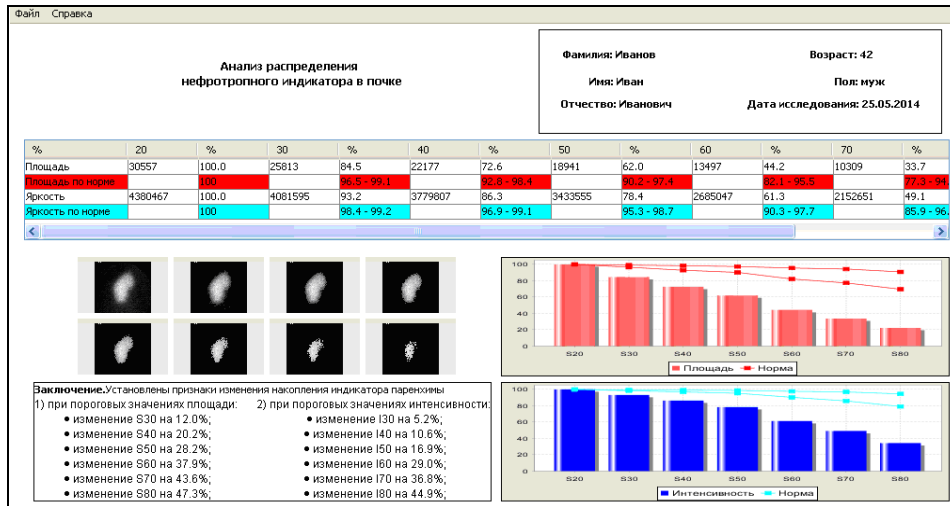 Файл Справка
Анализ распределения
нефротропного индикатора в почке
Фамилия: Иванов Возраст: 42
Имя: Иван Пол: муж
Отчество: Иванович Дата исследования: 25.05.2014
% 20 % 30 % 40 % 50 % 60 % 70 %
Площадь 30557 100.0 25813 84.5 22177 72.6 18941 62.0 13497 44.2 10309 33.7
Площадь по норме 100 96.5 - 99.1 92.8 - 98.4 90.2 - 97.4 82.1 - 95.5 77.3 - 94.
Яркость 4380467 100.0 4081595 93.2 3779807 86.3 3433555 78.4 2685047 61.3 2152651 49.1
Яркость по норме 100 98.4 - 99.2 96.9 - 99.1 95.3 - 98.7 90.3 - 97.7 85.9 - 96.
100
80
60
40
20
0
S20 S30 S40 S50 S60 S70 S80
Площадь Норма
Заключение.Установлены признаки изменения накопления индикатора паренхимы
1) при пороговых значениях площади: 2) при пороговых значениях интенсивности:
• изменение S30 на 12.0%; • изменение I30 на 5.2%;
• изменение S40 на 20.2%; • изменение I40 на 10.6%;
• изменение S50 на 28.2%; • изменение I50 на 16.9%;
• изменение S60 на 37.9%; • изменение I60 на 29.0%;
• изменение S70 на 43.6%; • изменение I70 на 36.8%;
• изменение S80 на 47.3%; • изменение I80 на 44.9%;
100
80
60
40
20
0
S20 S30 S40 S50 S60 S70 S80
Интенсивность Норма